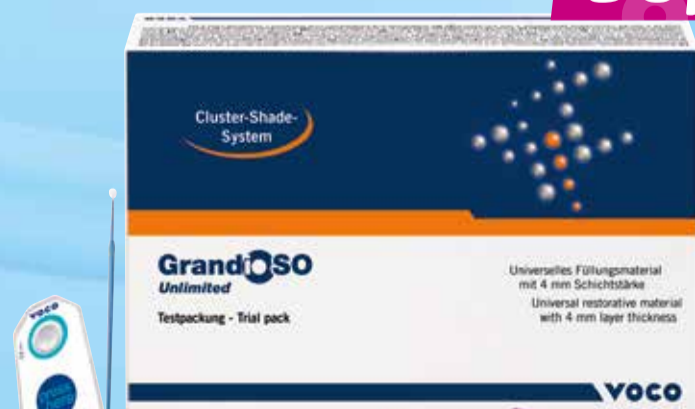 Cluster-Shade-
System
GrandioSO
Unlimited
Testpackung - Trial pack
Universelles Füllungsmaterial
mit 4 mm Schichtstärke
Universal restorative material
with 4 mm layer thickness
VOCO
VOCO